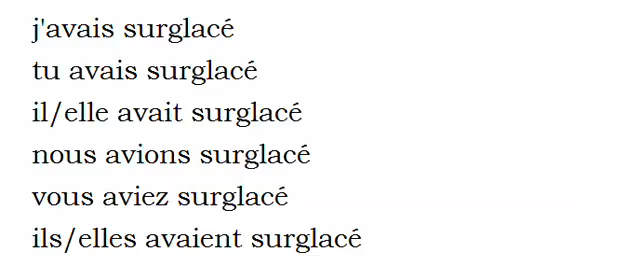 j'avais surglacé
tu avais surglacé
il/elle avait surglacé
nous avions surglacé
vous aviez surglacé
ils/elles avaient surglacé